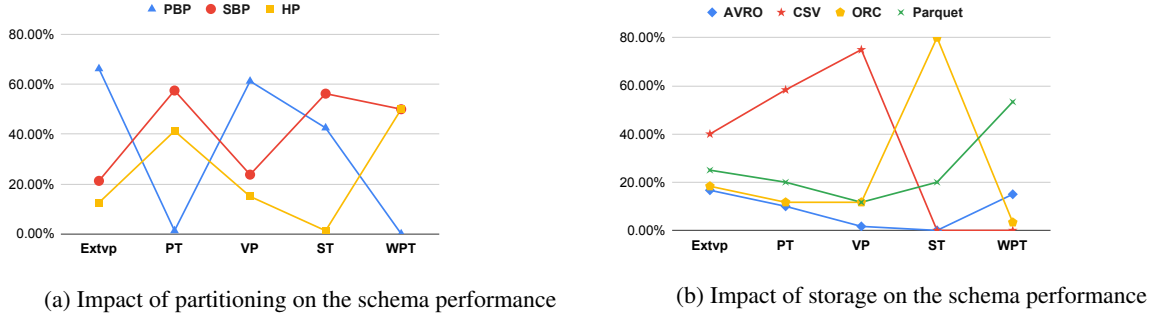 PBP SBP HP
80.00%
60.00%
40.00%
20.00%
0.00%
Extvp PT VP ST WPT
(a) Impact of partitioning on the schema performance
AVRO CSV ORC Parquet
80.00%
60.00%
40.00%
20.00%
0.00%
Extvp PT VP ST WPT
(b) Impact of storage on the schema performance